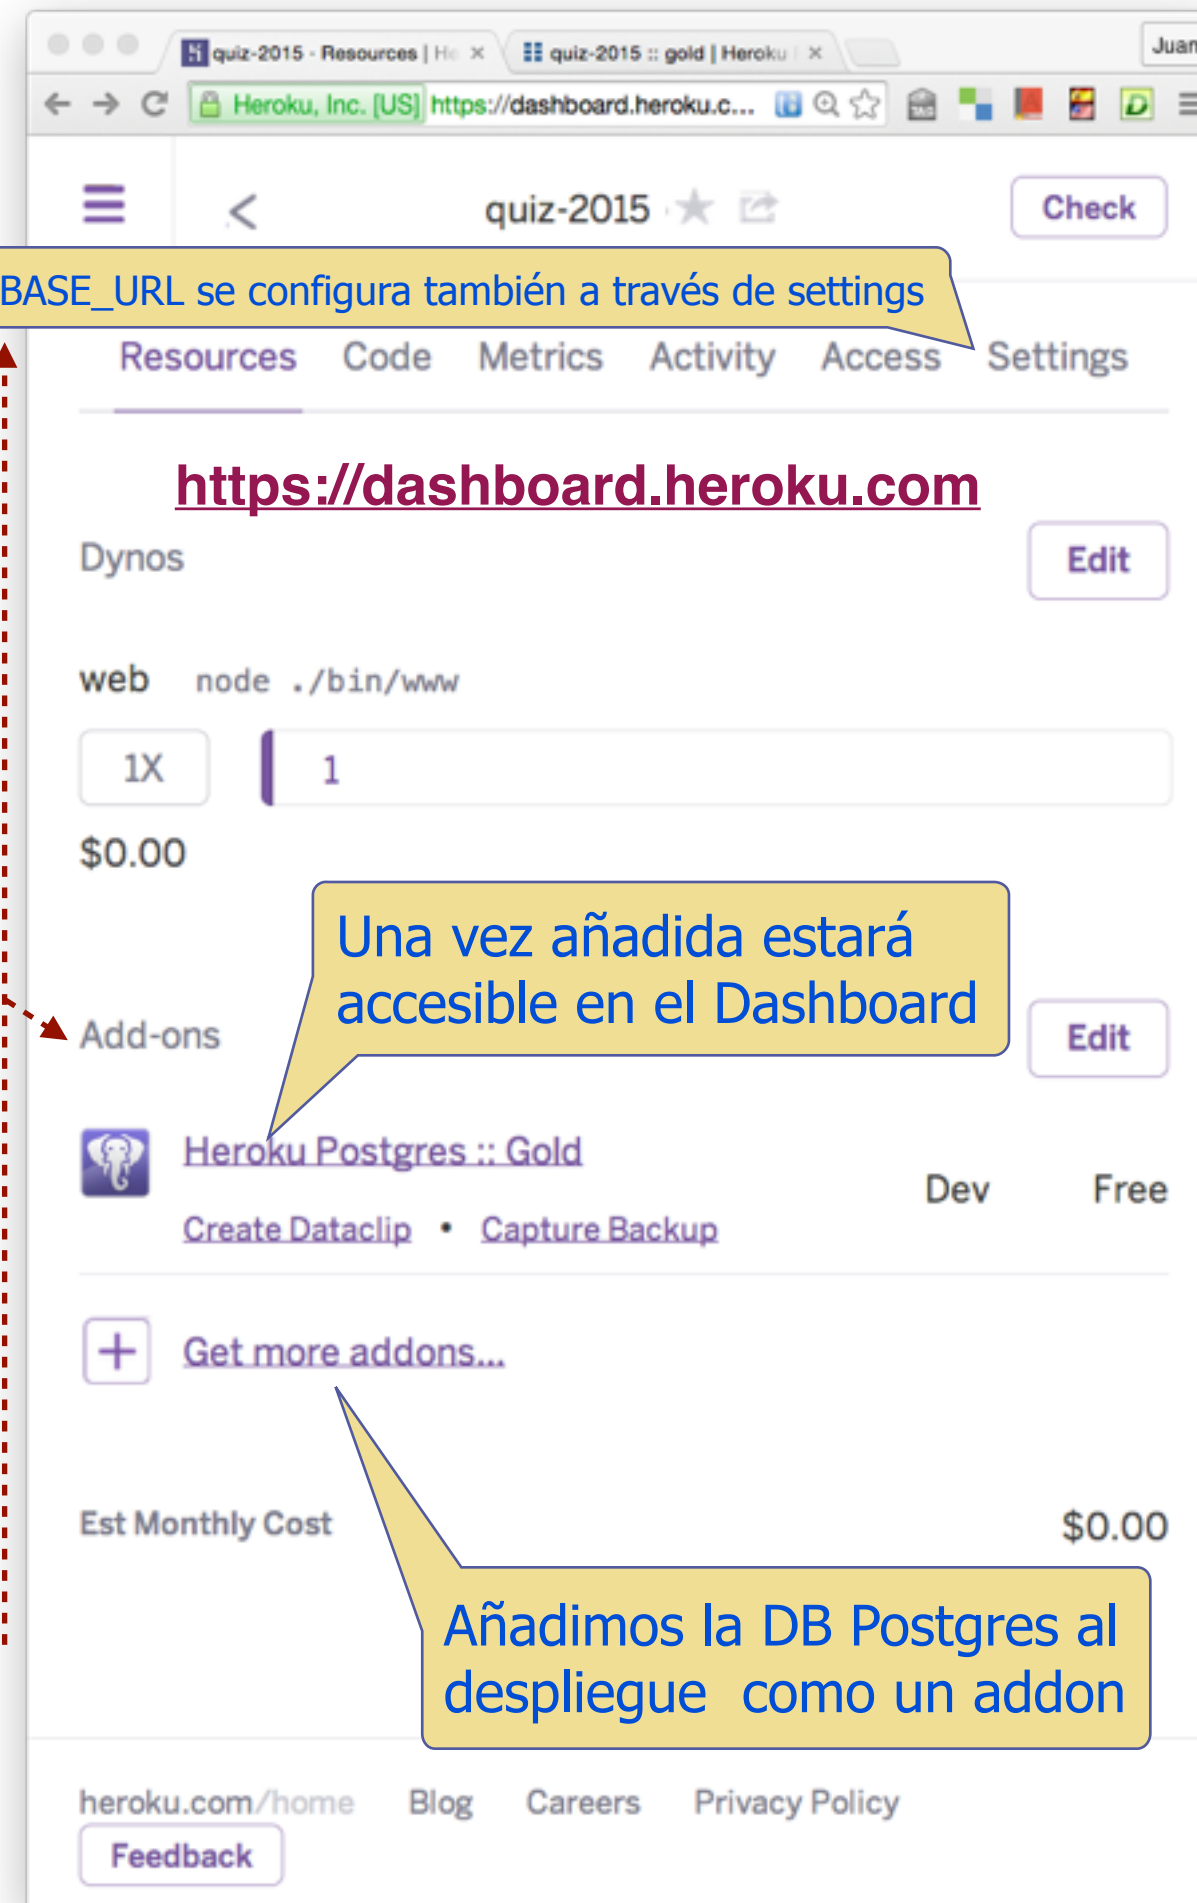 quiz-2015 - Resources | He
quiz-2015 :: gold | Heroku
Juan
Heroku, Inc. [US] https://dashboard.heroku.c...
quiz-2015
Check
BASE_URL se configura también a través de settings
Resources Code Metrics Activity Access Settings
https://dashboard.heroku.com
Dynos
Edit
web node ./bin/www
1X 1
$0.00
Una vez añadida estará
accesible en el Dashboard
Add-ons
Edit
Heroku Postgres :: Gold
Dev Free
Create Dataclip • Capture Backup
Get more addons...
Est Monthly Cost $0.00
Añadimos la DB Postgres al
despliegue como un addon
heroku.com/home Blog Careers Privacy Policy
Feedback